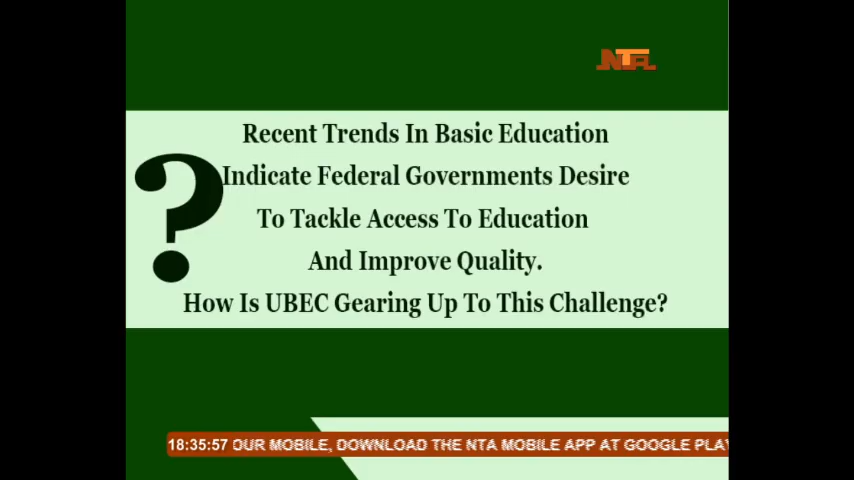 NTA
Recent Trends In Basic Education
?
Indicate Federal Governments Desire
To Tackle Access To Education
And Improve Quality.
How Is UBEC Gearing Up To This Challenge?
18:35:57 OUR MOBILE, DOWNLOAD THE NTA MOBILE APP AT GOOGLE PLAY